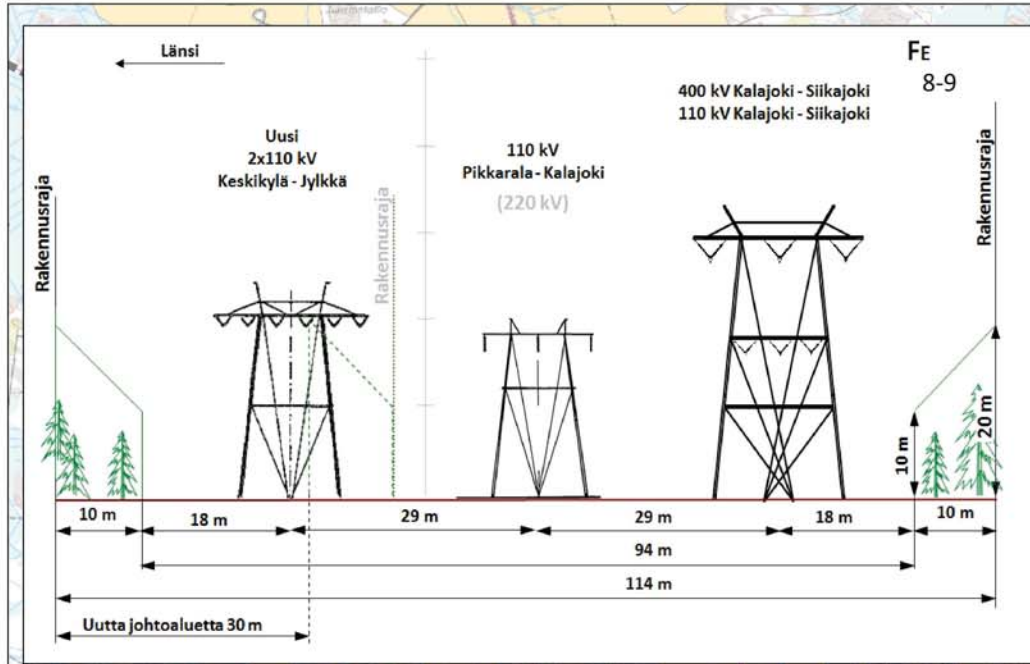 Länsi
FE
8-9
400 kV Kalajoki - Siikajoki
110 kV Kalajoki - Siikajoki
Uusi
2x110 kV
Keskikylä - Jylkkä
110 kV
Pikkarala - Kalajoki
(220 kV)
Rakennusraja
Rakennusraja
Rakennusraja
10 m
20 m
10 m
18 m
29 m
29 m
18 m
10 m
94 m
114 m
Uutta johtoaluetta 30 m